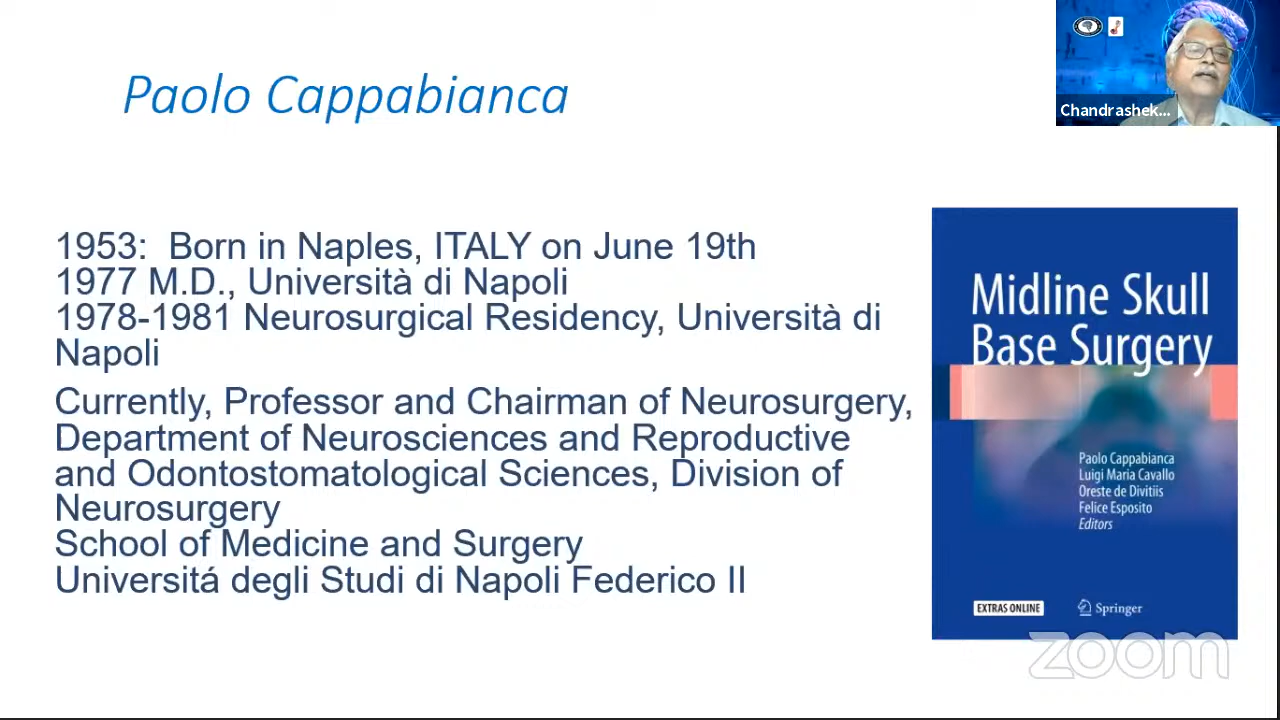 Paolo Cappabianca
Chandrashek...
1953:  Born in Naples, ITALY on June 19th
1977 M.D., Università di Napoli
1978-1981 Neurosurgical Residency, Università di
Napoli
Currently, Professor and Chairman of Neurosurgery,
Department of Neurosciences and Reproductive
and Odontostomatological Sciences, Division of
Neurosurgery
School of Medicine and Surgery
Universitá degli Studi di Napoli Federico II
Midline Skull
Base Surgery
Paolo Cappabianca
Luigi Maria Cavallo
Oreste de Divitiis
Felice Esposito
Editors
EXTRAS ONLINE
Springer
zoom